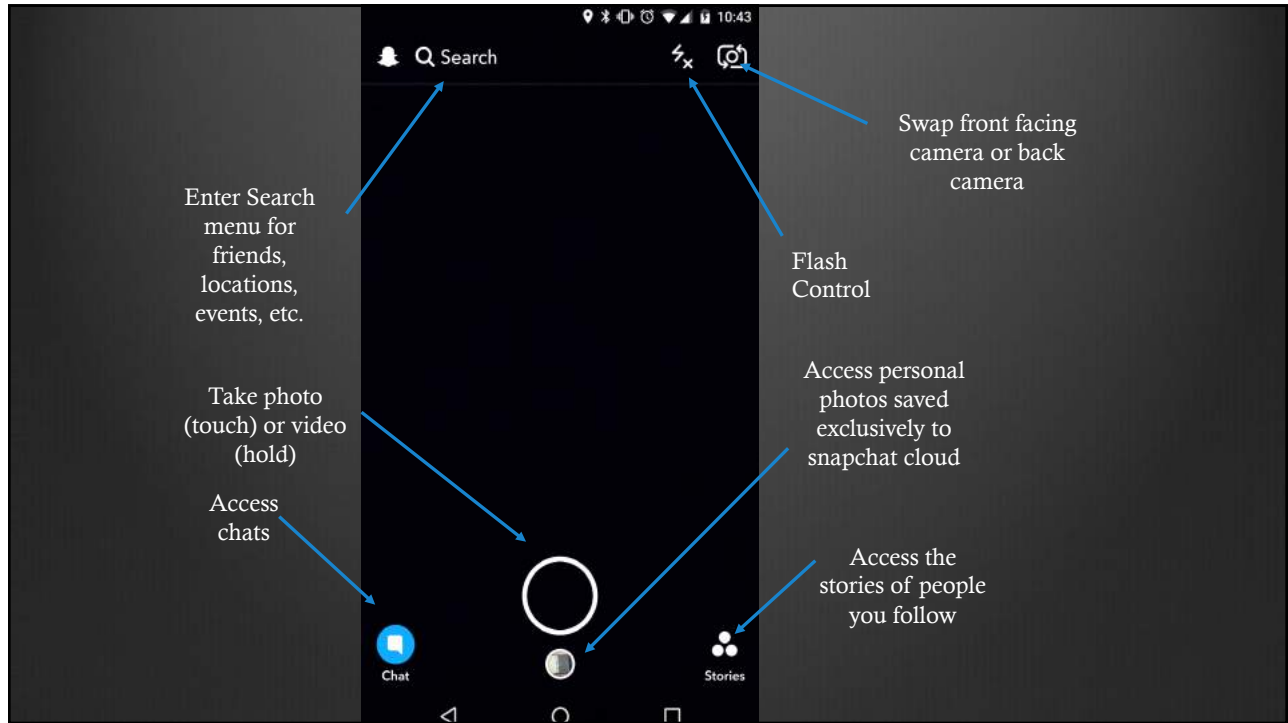 10:43
Search
Swap front facing
camera or back
camera
Enter Search
menu for
friends,
locations,
events, etc.
Flash
Control
Take photo
(touch) or video
(hold)
Access personal
photos saved
exclusively to
snapchat cloud
Access
chats
Access the
stories of people
you follow
Chat
Stories